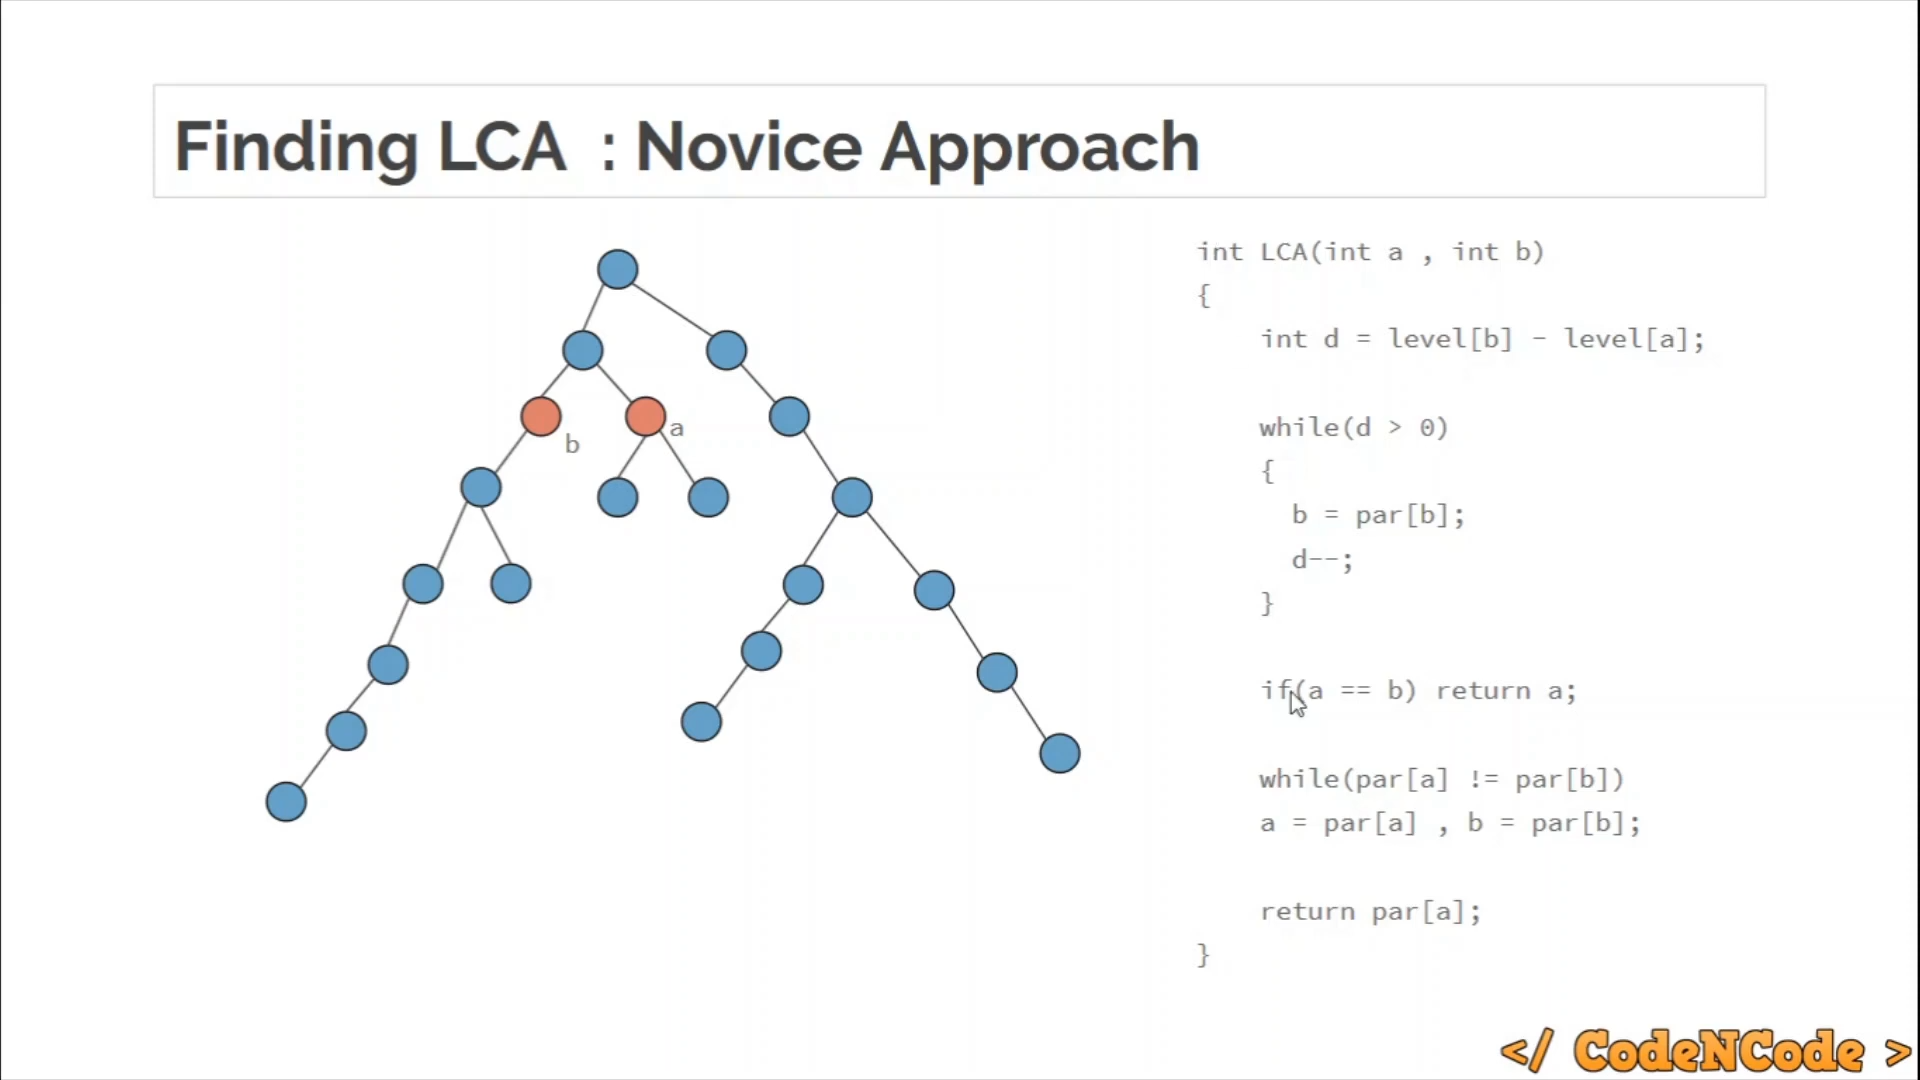 Finding LCA : Novice Approach
b
a
int LCA(int a , int b)
{
int d = level[b] - level[a];
while(d > 0)
{
b = par[b];
d--;
}
if(a == b) return a;
while(par[a] != par[b])
a = par[a] , b = par[b];
return par[a];
}
</ CodeNCode >